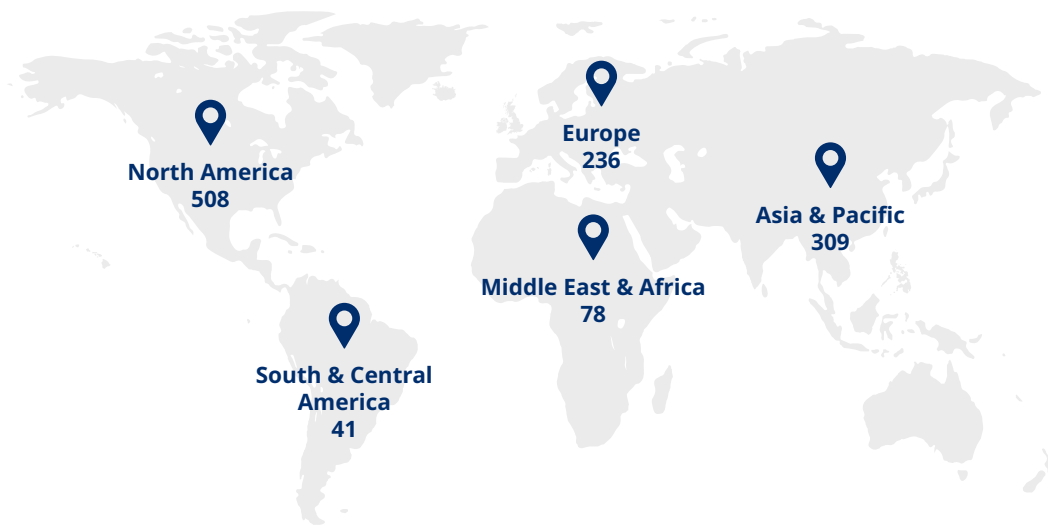 North America
508
Europe
236
Asia & Pacific
309
Middle East & Africa
78
South & Central
America
41